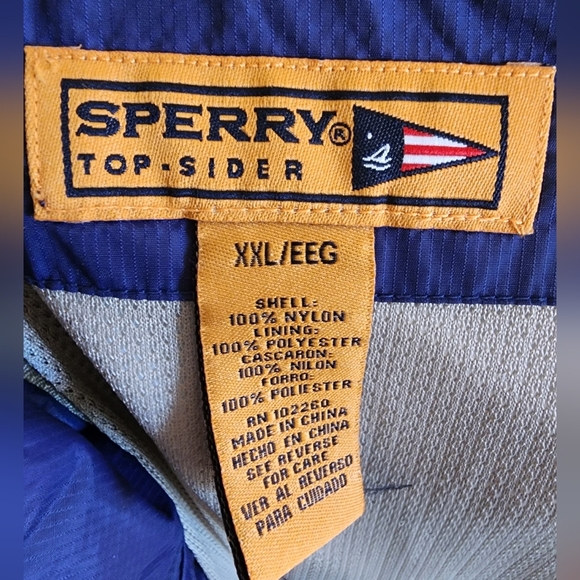 SPERRY®
TOP-SIDER
XXL/EEG
SHELL:
100% NYLON
LINING:
100% POLYESTER
CASCARON:
100% NILON
FORRO:
100% POLIESTER
RN 102260
MADE IN CHINA
HECHO EN CHINA
SEE REVERSE
FOR CARE
VER AL REVERSO
PARA CUIDADO